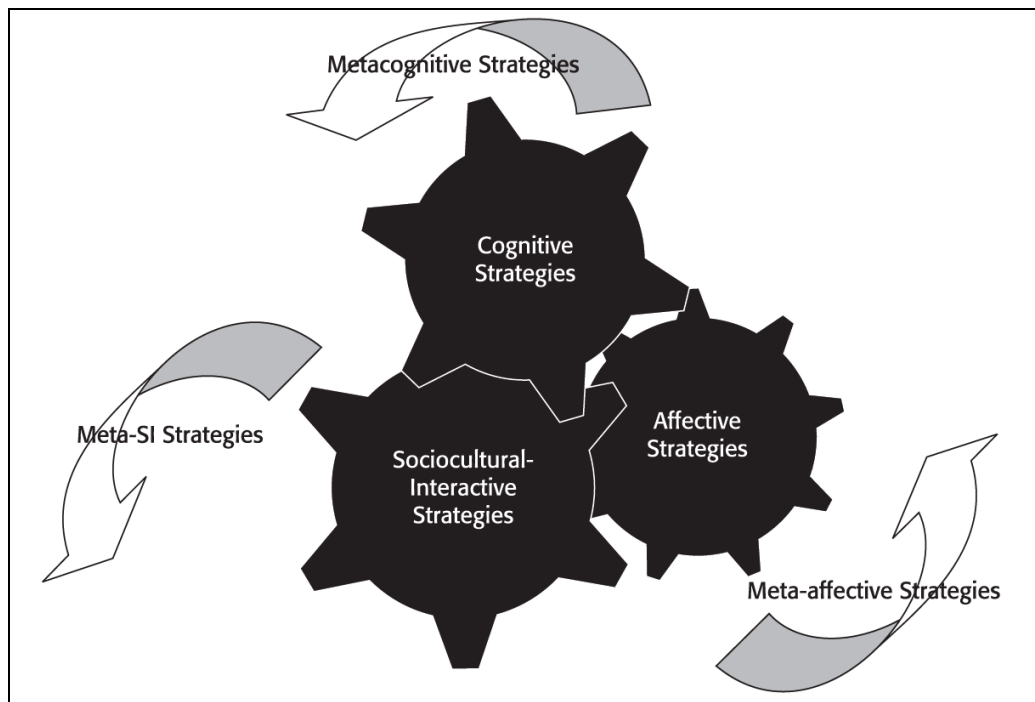 Metacognitive Strategies
Cognitive
Strategies
Meta-SI Strategies
Affective
Strategies
Sociocultural-
Interactive
Strategies
Meta-affective Strategies